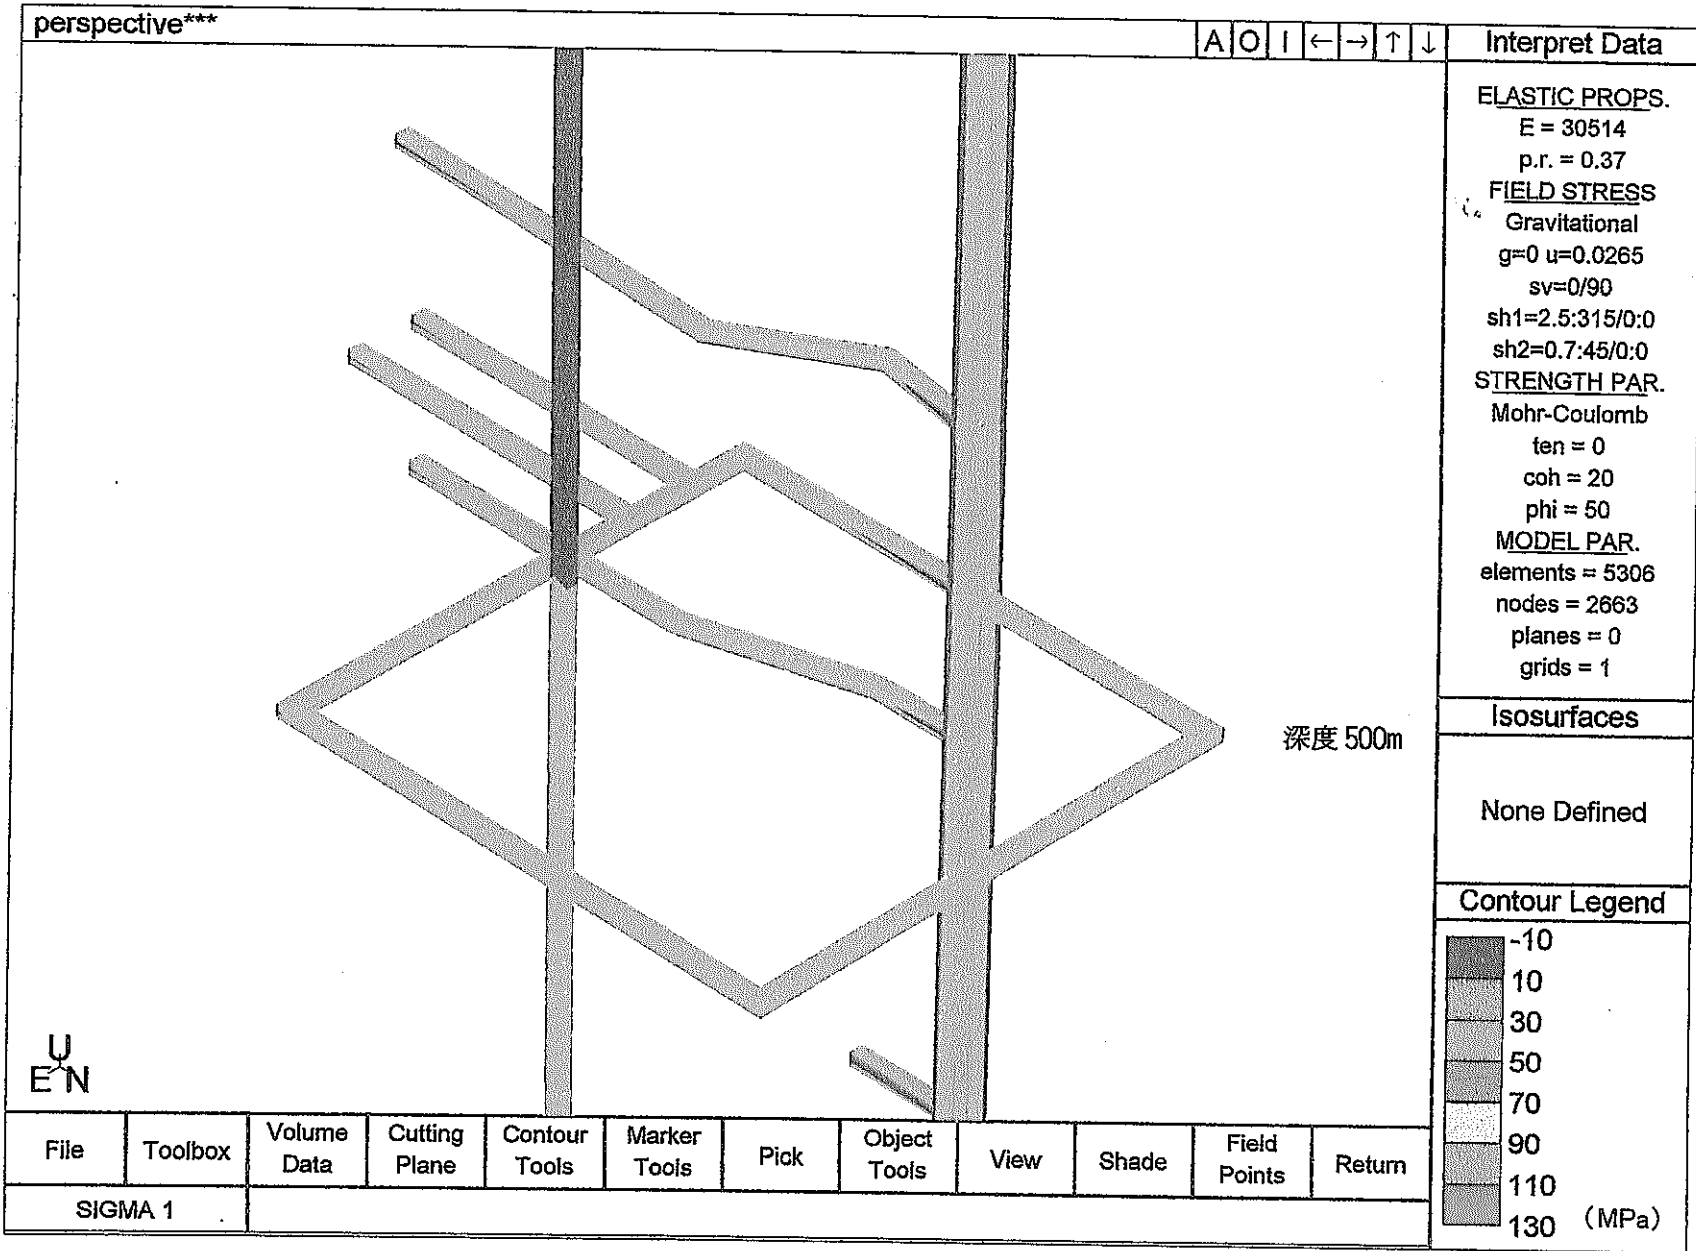 perspective***
A O I ← → ↑ ↓
Interpret Data
ELASTIC PROPS.
E = 30514
p.r. = 0.37
FIELD STRESS
Gravitational
g=0 u=0.0265
sv=0/90
sh1=2.5:315/0:0
sh2=0.7:45/0:0
STRENGTH PAR.
Mohr-Coulomb
ten = 0
coh = 20
phi = 50
MODEL PAR.
elements = 5306
nodes = 2663
planes = 0
grids = 1
Isosurfaces
None Defined
深度 500m
Contour Legend
-10
10
30
50
70
90
110
130 (MPa)
U
E N
File
Toolbox
Volume
Data
Cutting
Plane
Contour
Tools
Marker
Tools
Pick
Object
Tools
View
Shade
Field
Points
Return
SIGMA 1